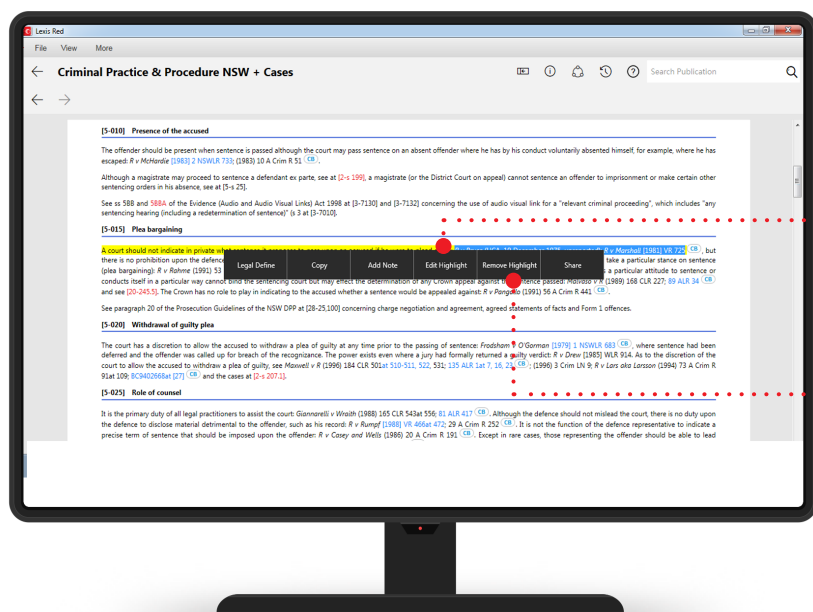 Lexis Red
File View More
Criminal Practice & Procedure NSW + Cases
Search Publication
[5-010] Presence of the accused
The offender should be present when sentence is passed although the court may pass sentence on an absent offender where he has by his conduct voluntarily absented himself, for example, where he has
escaped: R v McHardie [1983] 2 NSWLR 733; (1983) 10 A Crim R 51 CB .
Although a magistrate may proceed to sentence a defendant ex parte, see at [2-s 199], a magistrate (or the District Court on appeal) cannot sentence an offender to imprisonment or make certain other
sentencing orders in his absence, see at [5-s 25].
See ss 5BB and 5BBA of the Evidence (Audio and Audio Visual Links) Act 1998 at [3-7130] and [3-7132] concerning the use of audio visual link for a "relevant criminal proceeding", which includes "any
sentencing hearing (including a redetermination of sentence)" (s 3 at [3-7010].
[5-015] Plea bargaining
A court should not indicate in private R v Marshall [1981] VR 725 CB , but
there is no prohibition upon the defence take a particular stance on sentence
Legal Define Copy Add Note Edit Highlight Remove Highlight Share
(plea bargaining): R v Rahme (1991) 53 s a particular attitude to sentence or
conducts itself in a particular way cannot bind the sentencing court but may effect the determination of any Crown appeal against the sentence passed: Malvaso v R (1989) 168 CLR 227; 89 ALR 34 CB
and see [20-245.5]. The Crown has no role to play in indicating to the accused whether a sentence would be appealed against: R v Pangallo (1991) 56 A Crim R 441 CB .
See paragraph 20 of the Prosecution Guidelines of the NSW DPP at [28-25,100] concerning charge negotiation and agreement, agreed statements of facts and Form 1 offences.
[5-020] Withdrawal of guilty plea
The court has a discretion to allow the accused to withdraw a plea of guilty at any time prior to the passing of sentence: Frodsham v O'Gorman [1979] 1 NSWLR 683 CB , where sentence had been
deferred and the offender was called up for breach of the recognizance. The power exists even where a jury had formally returned a guilty verdict: R v Drew [1985] WLR 914. As to the discretion of the
court to allow the accused to withdraw a plea of guilty, see Maxwell v R (1996) 184 CLR 501at 510-511, 522, 531; 135 ALR 1at 7, 16, 23 CB ; (1996) 3 Crim LN 9; R v Lars aka Larsson (1994) 73 A Crim R
91at 109; BC9402668at [27] CB and the cases at [2-s 207.1].
[5-025] Role of counsel
It is the primary duty of all legal practitioners to assist the court: Giannarelli v Wraith (1988) 165 CLR 543at 556; 81 ALR 417 CB . Although the defence should not mislead the court, there is no duty upon
the defence to disclose material detrimental to the offender, such as his record: R v Rumpf [1988] VR 466at 472; 29 A Crim R 252 CB . It is not the function of the defence representative to indicate a
precise term of sentence that should be imposed upon the offender: R v Casey and Wells (1986) 20 A Crim R 191 CB . Except in rare cases, those representing the offender should be able to lead